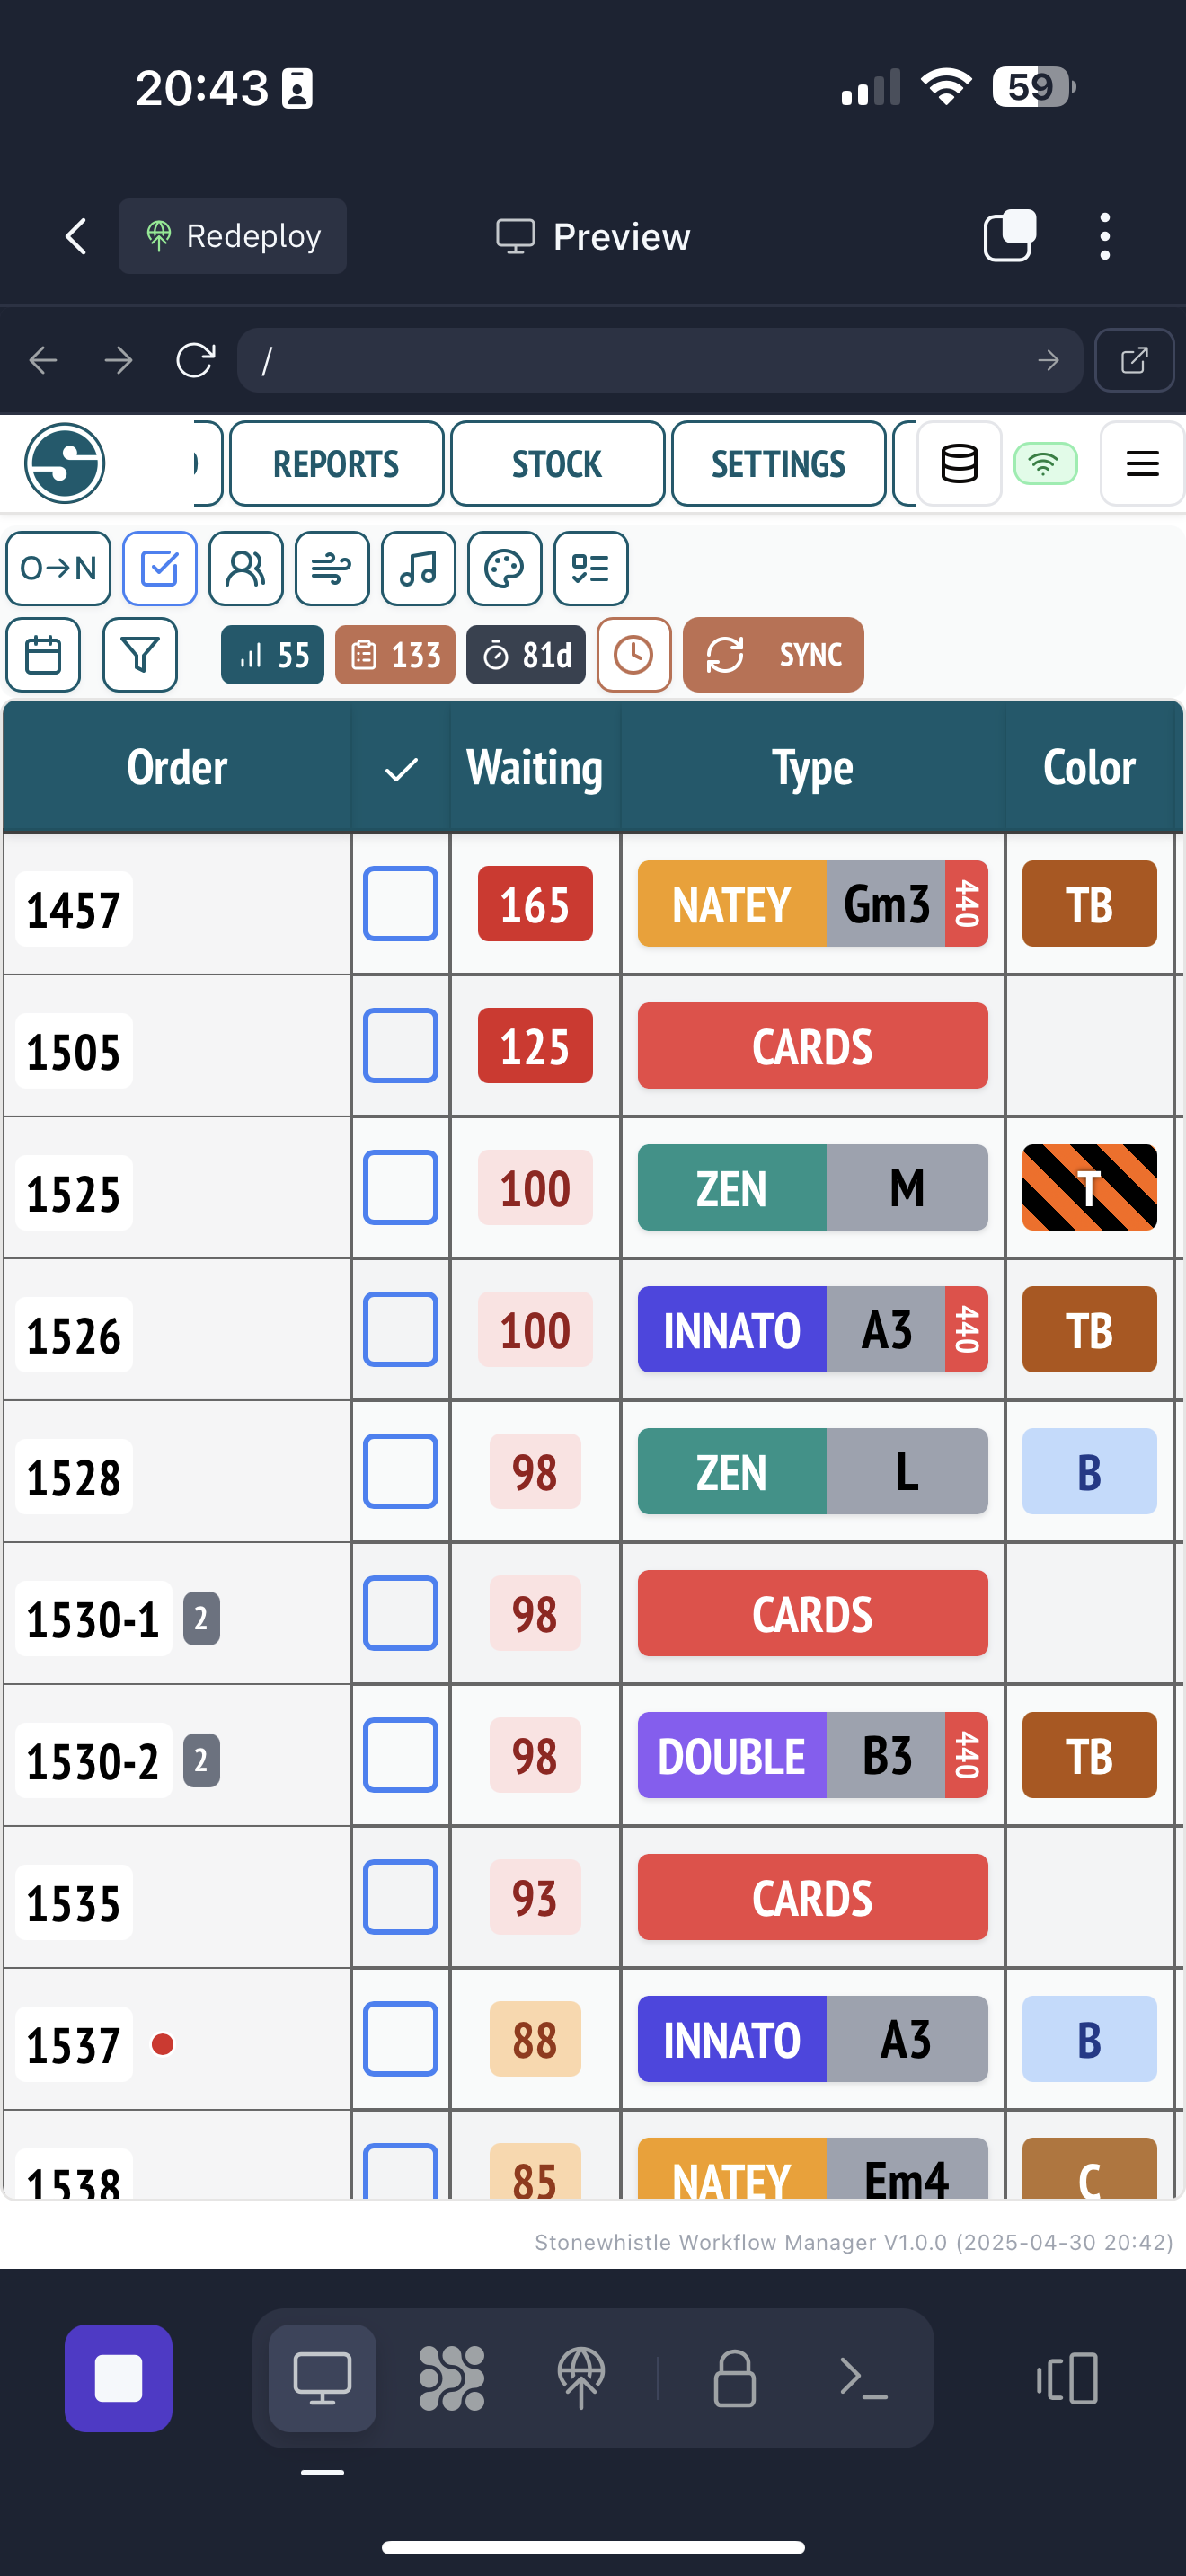 20:43
59
Redeploy
Preview
/
REPORTS
STOCK
SETTINGS
O→N
55
133
81d
SYNC
Order
Waiting
Type
Color
1457
165
NATEY
Gm3
440
TB
1505
125
CARDS
1525
100
ZEN
M
T
1526
100
INNATO
A3
440
TB
1528
98
ZEN
L
B
1530-1
2
98
CARDS
1530-2
2
98
DOUBLE
B3
440
TB
1535
93
CARDS
1537
88
INNATO
A3
B
1538
85
NATEY
Em4
C
Stonewhistle Workflow Manager V1.0.0 (2025-04-30 20:42)